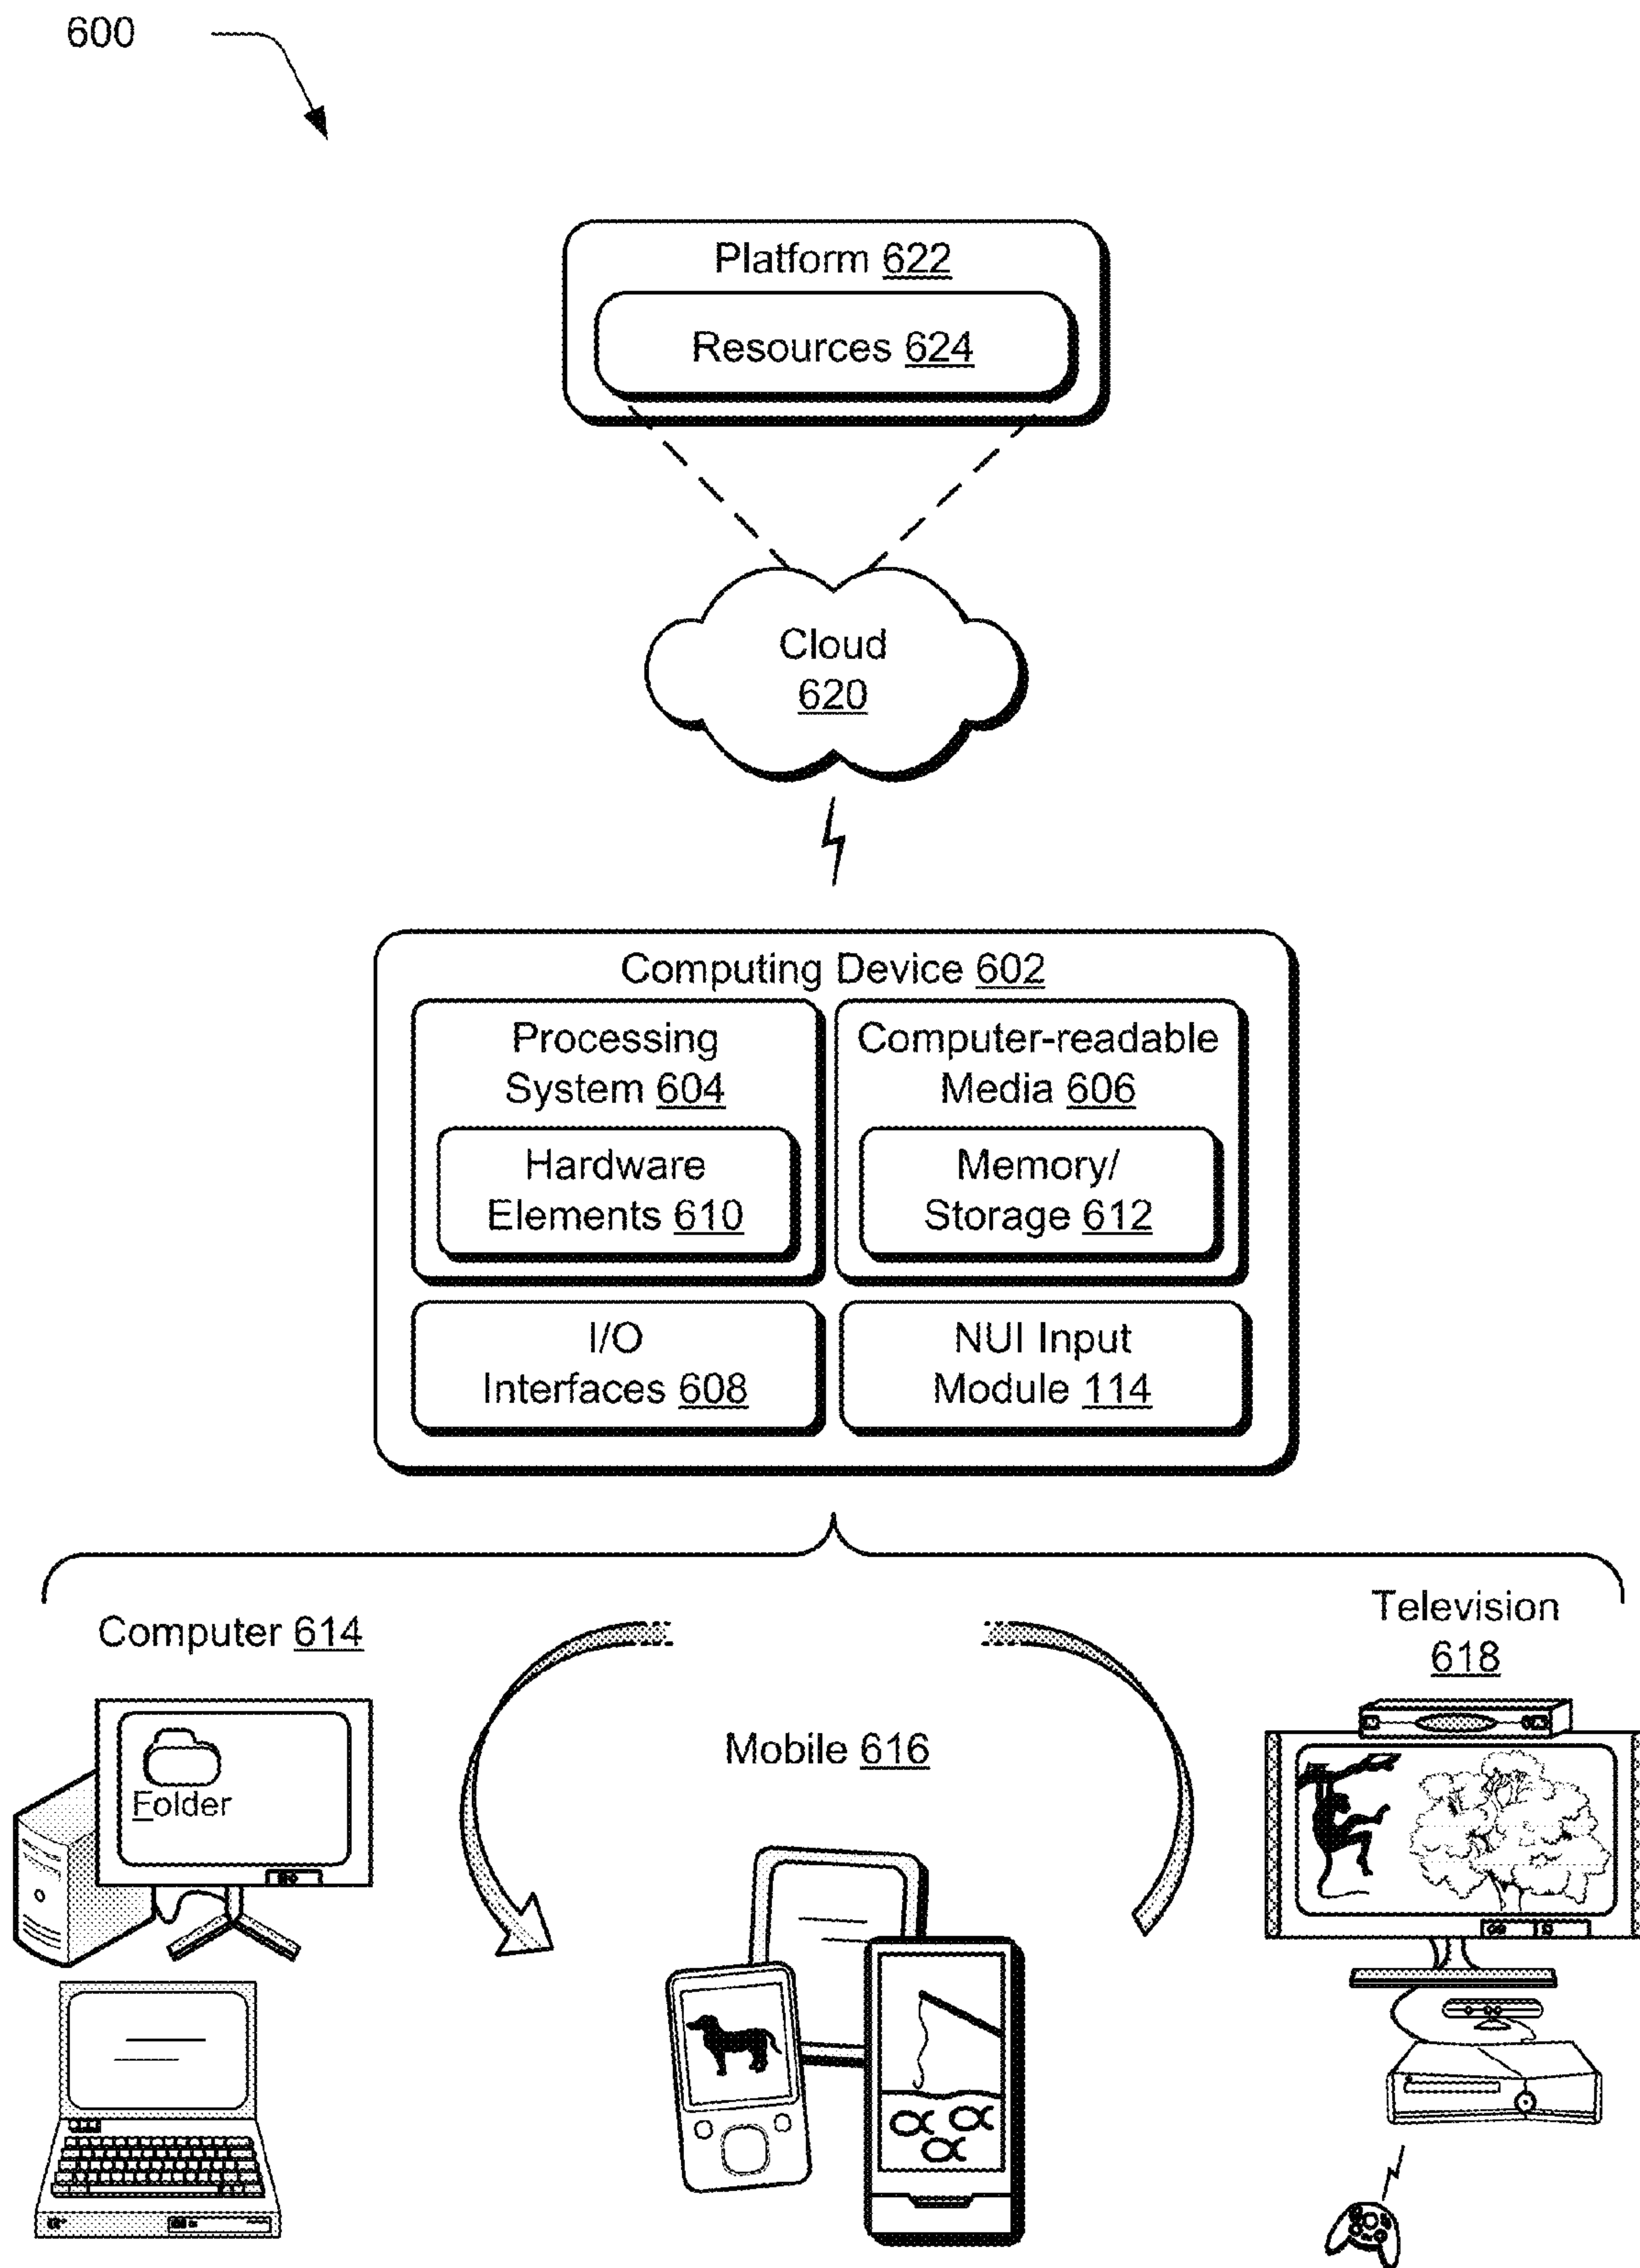 600
Platform 622
Resources 624
Cloud
620
Computing Device 602
Processing
System 604
Hardware
Elements 610
Computer-readable
Media 606
Memory/
Storage 612
I/O
Interfaces 608
NUI Input
Module 114
Computer 614
Folder
Mobile 616
Television
618